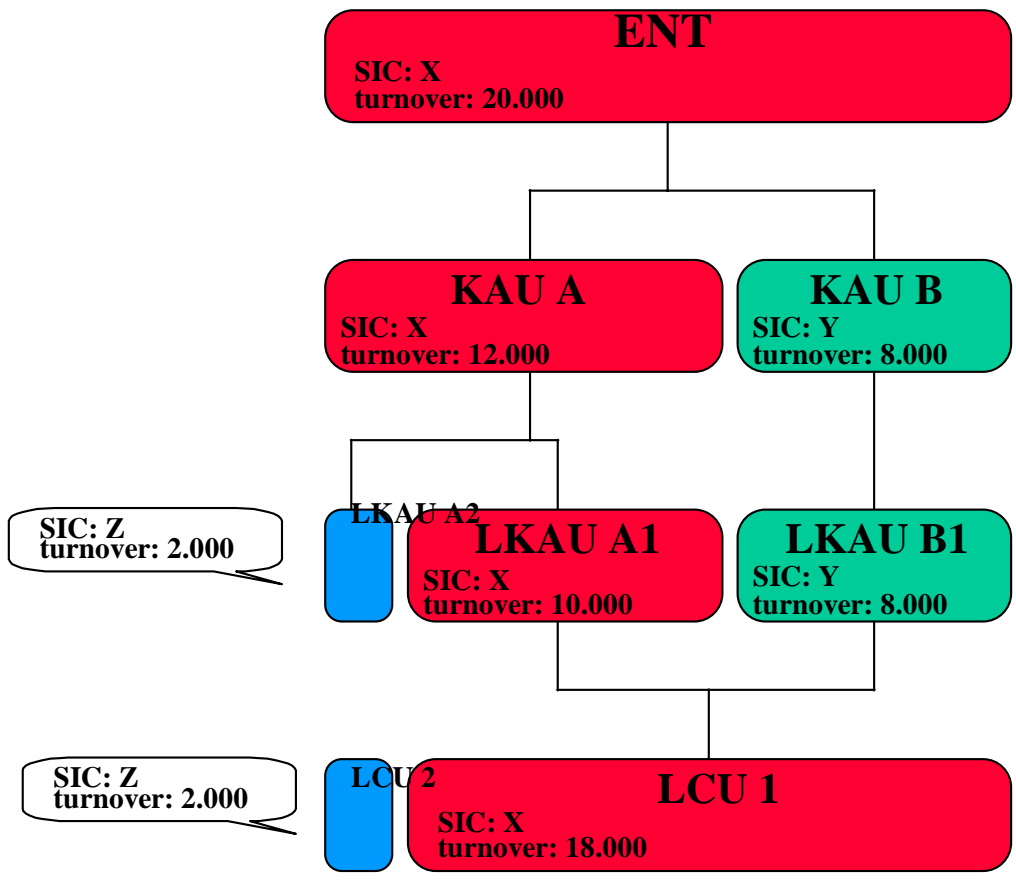 ENT
SIC: X
turnover: 20.000
KAU A
SIC: X
turnover: 12.000
KAU B
SIC: Y
turnover: 8.000
SIC: Z
turnover: 2.000
LKAU A2
LKAU A1
SIC: X
turnover: 10.000
LKAU B1
SIC: Y
turnover: 8.000
SIC: Z
turnover: 2.000
LCU 2
LCU 1
SIC: X
turnover: 18.000